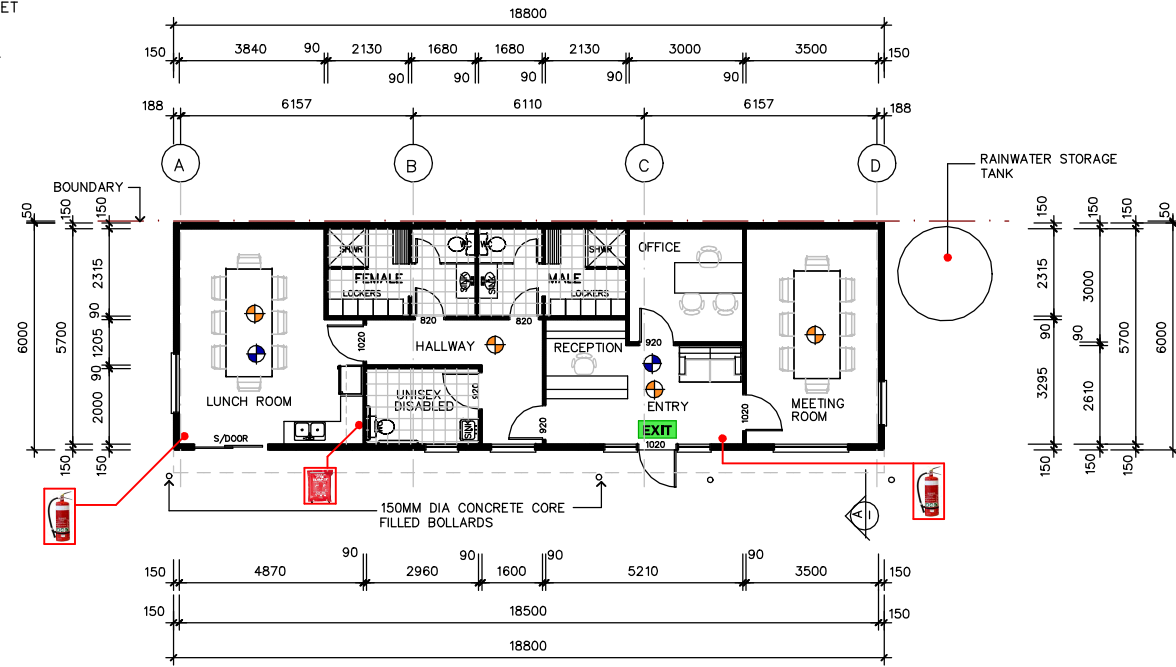 ET
18800
150
3840
90
2130
1680
1680
2130
3000
3500
150
90
90
90
90
90
188
6157
6110
6157
188
A
B
C
D
RAINWATER STORAGE
TANK
BOUNDARY
50
150
150
2315
90
1205
90
2000
150
150
5700
6000
OFFICE
SHWR
WC
SHWR
FEMALE
MALE
SINK
SINK
LOCKERS
LOCKERS
820
820
1020
HALLWAY
RECEPTION
920
920
UNISEX
DISABLED
SINK
LUNCH ROOM
ENTRY
MEETING
ROOM
1020
920
EXIT
1020
S/DOOR
150
2315
90
3295
150
150
3000
90
2610
150
150
5700
150
50
6000
150MM DIA CONCRETE CORE
FILLED BOLLARDS
A
90
90
90
90
150
4870
2960
1600
5210
3500
150
150
18500
150
18800